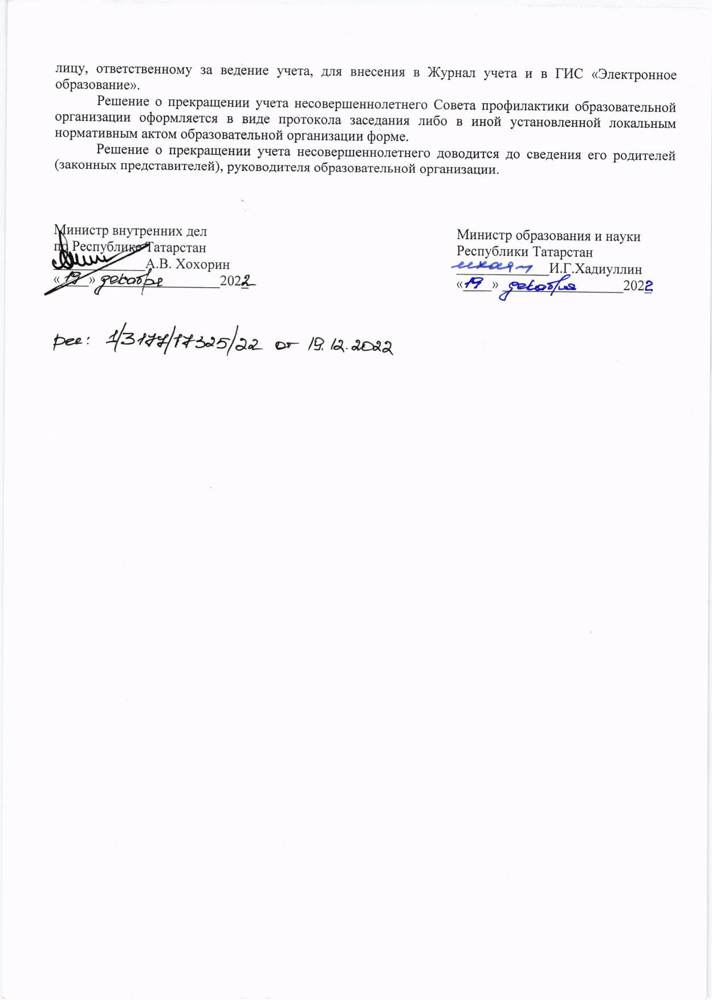 лицу, ответственному за ведение учета, для внесения в Журнал учета и в ГИС «Электронное
образование».
Решение о прекращении учета несовершеннолетнего Совета профилактики образовательной
организации оформляется в виде протокола заседания либо в иной установленной локальным
нормативным актом образовательной организации форме.
Решение о прекращении учета несовершеннолетнего доводится до сведения его родителей
(законных представителей), руководителя образовательной организации.
Министр внутренних дел
по Республике Татарстан
А.В. Хохорин
«19» декабря 2022
Министр образования и науки
Республики Татарстан
И.Г.Хадиуллин
«19» декабря 2022
рег: 1/3177/17325/22 от 19.12.2022